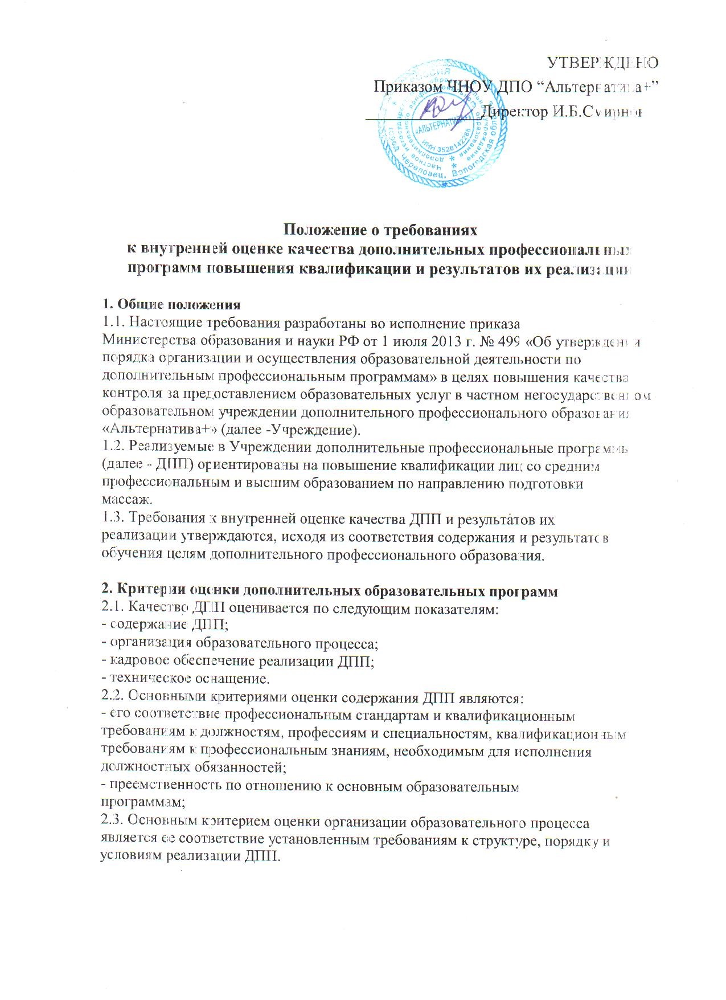 УТВЕРЖДЕНО
Приказом ЧНОУ ДПО “Альтернатива+”
Директор И.Б.Смирнов
«АЛЬТЕРНАТИВА+»
ИНН 3528142288
город Череповец, Вологодская область
Положение о требованиях
к внутренней оценке качества дополнительных профессиональных
программ повышения квалификации и результатов их реализации
1. Общие положения
1.1. Настоящие требования разработаны во исполнение приказа
Министерства образования и науки РФ от 1 июля 2013 г. № 499 «Об утверждении
порядка организации и осуществления образовательной деятельности по
дополнительным профессиональным программам» в целях повышения качества
контроля за предоставлением образовательных услуг в частном негосударственном
образовательном учреждении дополнительного профессионального образования
«Альтернатива+» (далее -Учреждение).
1.2. Реализуемые в Учреждении дополнительные профессиональные программы
(далее - ДПП) ориентированы на повышение квалификации лиц со средним
профессиональным и высшим образованием по направлению подготовки
массаж.
1.3. Требования к внутренней оценке качества ДПП и результатов их
реализации утверждаются, исходя из соответствия содержания и результатов
обучения целям дополнительного профессионального образования.
2. Критерии оценки дополнительных образовательных программ
2.1. Качество ДПП оценивается по следующим показателям:
- содержание ДПП;
- организация образовательного процесса;
- кадровое обеспечение реализации ДПП;
- техническое оснащение.
2.2. Основными критериями оценки содержания ДПП являются:
- его соответствие профессиональным стандартам и квалификационным
требованиям к должностям, профессиям и специальностям, квалификационным
требованиям к профессиональным знаниям, необходимым для исполнения
должностных обязанностей;
- преемственность по отношению к основным образовательным
программам;
2.3. Основным критерием оценки организации образовательного процесса
является ее соответствие установленным требованиям к структуре, порядку и
условиям реализации ДПП.